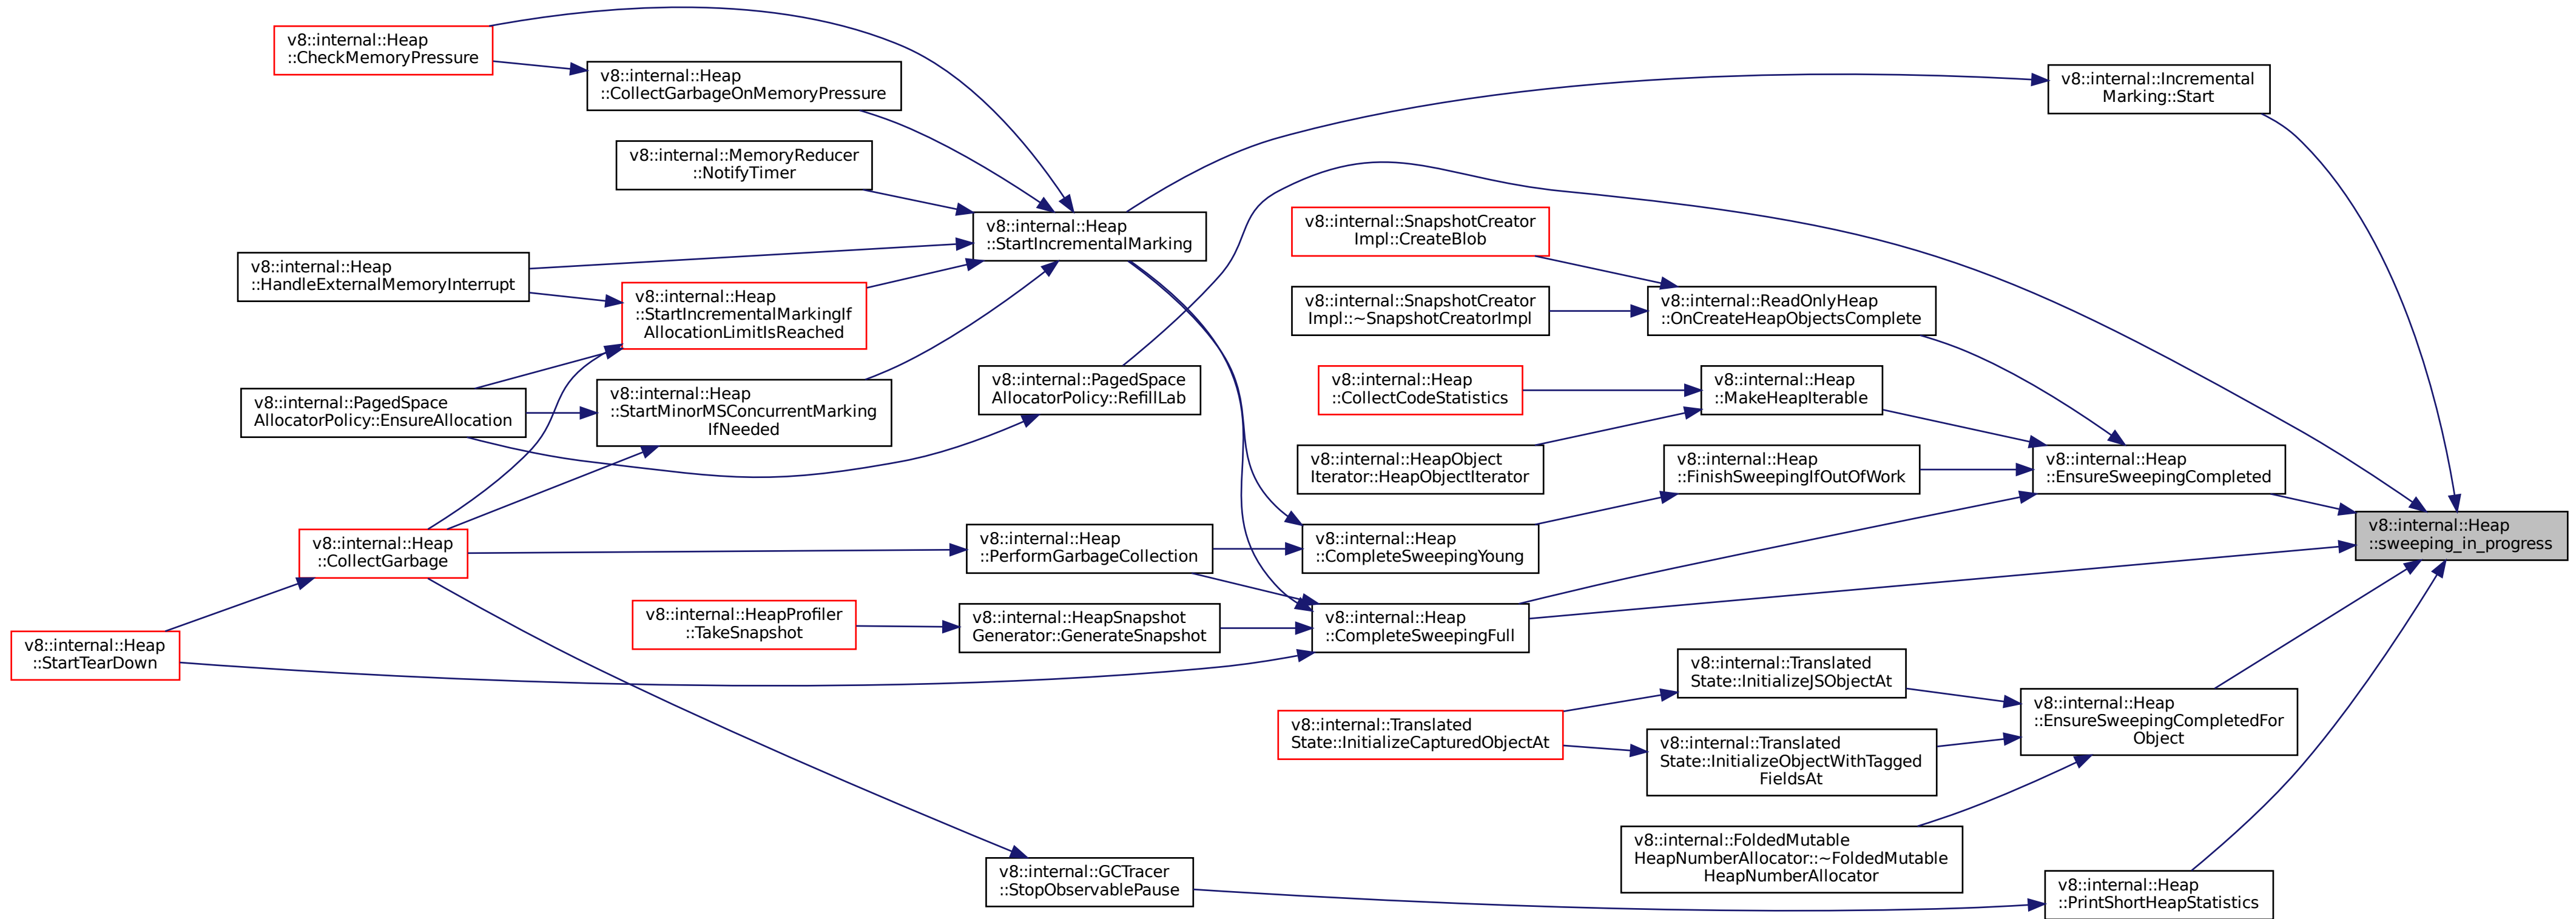 v8::internal::Heap
::CheckMemoryPressure
v8::internal::Heap
::CollectGarbageOnMemoryPressure
v8::internal::Incremental
Marking::Start
v8::internal::MemoryReducer
::NotifyTimer
v8::internal::Heap
::StartIncrementalMarking
v8::internal::SnapshotCreator
Impl::CreateBlob
v8::internal::Heap
::HandleExternalMemoryInterrupt
v8::internal::Heap
::StartIncrementalMarkingIf
AllocationLimitIsReached
v8::internal::SnapshotCreator
Impl::~SnapshotCreatorImpl
v8::internal::ReadOnlyHeap
::OnCreateHeapObjectsComplete
v8::internal::PagedSpace
AllocatorPolicy::EnsureAllocation
v8::internal::Heap
::StartMinorMSConcurrentMarking
IfNeeded
v8::internal::PagedSpace
AllocatorPolicy::RefillLab
v8::internal::Heap
::CollectCodeStatistics
v8::internal::Heap
::MakeHeapIterable
v8::internal::HeapObject
Iterator::HeapObjectIterator
v8::internal::Heap
::FinishSweepingIfOutOfWork
v8::internal::Heap
::EnsureSweepingCompleted
v8::internal::Heap
::CollectGarbage
v8::internal::Heap
::PerformGarbageCollection
v8::internal::Heap
::CompleteSweepingYoung
v8::internal::Heap
::sweeping_in_progress
v8::internal::Heap
::StartTearDown
v8::internal::HeapProfiler
::TakeSnapshot
v8::internal::HeapSnapshot
Generator::GenerateSnapshot
v8::internal::Heap
::CompleteSweepingFull
v8::internal::Translated
State::InitializeJSObjectAt
v8::internal::Translated
State::InitializeCapturedObjectAt
v8::internal::Translated
State::InitializeObjectWithTagged
FieldsAt
v8::internal::Heap
::EnsureSweepingCompletedFor
Object
v8::internal::FoldedMutable
HeapNumberAllocator::~FoldedMutable
HeapNumberAllocator
v8::internal::GCTracer
::StopObservablePause
v8::internal::Heap
::PrintShortHeapStatistics